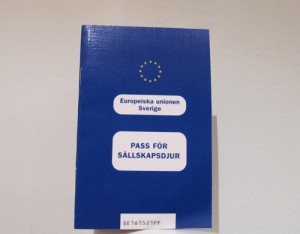 Europeiska unionen
Sverige
PASS FÖR
SÄLLSKAPSDJUR